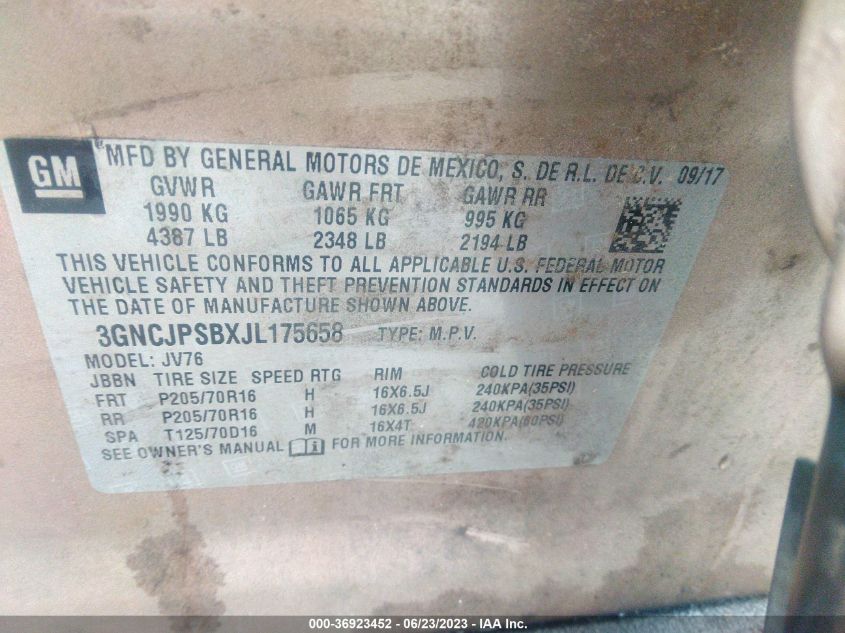 GM
® MFD BY GENERAL MOTORS DE MEXICO, S. DE R.L. DE C.V. 09/17
GVWR GAWR FRT GAWR RR
1990 KG 1065 KG 995 KG
4387 LB 2348 LB 2194 LB
THIS VEHICLE CONFORMS TO ALL APPLICABLE U.S. FEDERAL MOTOR
VEHICLE SAFETY AND THEFT PREVENTION STANDARDS IN EFFECT ON
THE DATE OF MANUFACTURE SHOWN ABOVE.
3GNCJPSBXJL175658 TYPE: M.P.V.
MODEL: JV76
JBBN TIRE SIZE SPEED RTG RIM COLD TIRE PRESSURE
FRT P205/70R16 H 16X6.5J 240KPA(35PSI)
RR P205/70R16 H 16X6.5J 240KPA(35PSI)
SPA T125/70D16 M 16X4T 420KPA(60PSI)
SEE OWNER'S MANUAL FOR MORE INFORMATION.
000-36923452 / 06/23/2023 - IAA Inc.